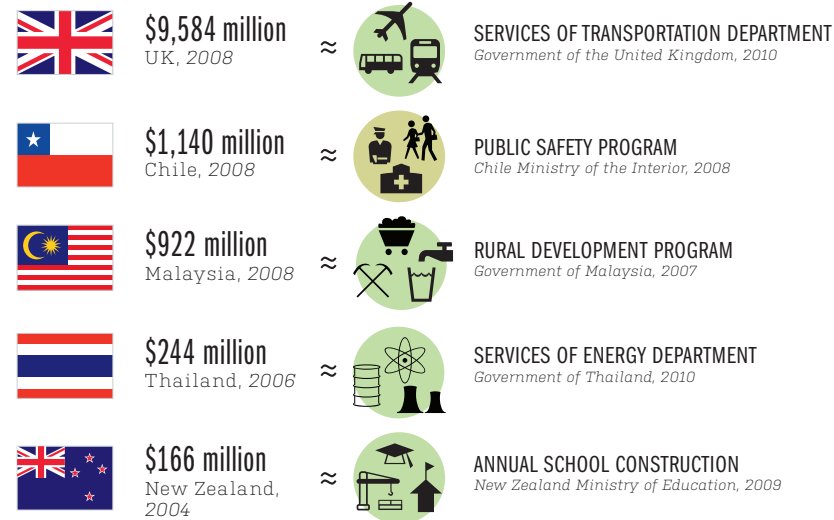 $9,584 million
UK, 2008
≈
SERVICES OF TRANSPORTATION DEPARTMENT
Government of the United Kingdom, 2010
$1,140 million
Chile, 2008
≈
PUBLIC SAFETY PROGRAM
Chile Ministry of the Interior, 2008
$922 million
Malaysia, 2008
≈
RURAL DEVELOPMENT PROGRAM
Government of Malaysia, 2007
$244 million
Thailand, 2006
≈
SERVICES OF ENERGY DEPARTMENT
Government of Thailand, 2010
$166 million
New Zealand,
2004
≈
ANNUAL SCHOOL CONSTRUCTION
New Zealand Ministry of Education, 2009